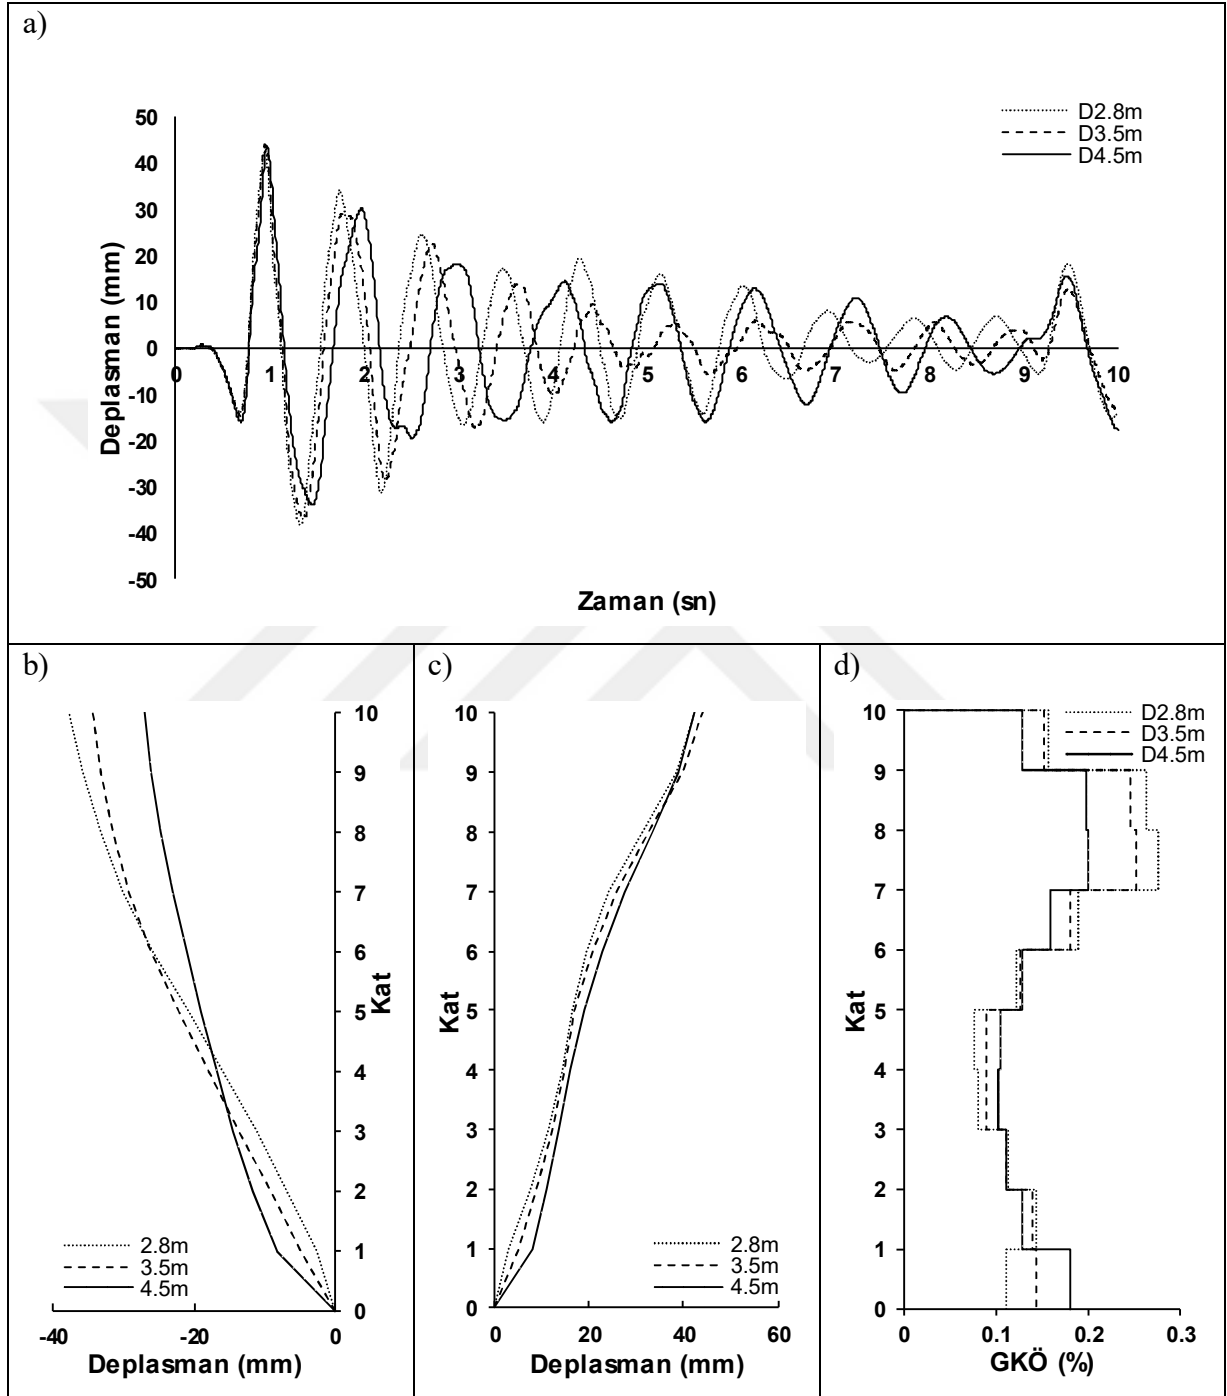 a)
D2.8m
D3.5m
D4.5m
50
40
30
20
10
0
-10
-20
-30
-40
-50
0 1 2 3 4 5 6 7 8 9 10
Deplasman (mm)
Zaman (sn)
b)
10
9
8
7
6
5
4
3
2
1
0
Kat
2.8m
3.5m
4.5m
-40 -20 0
Deplasman (mm)
c)
10
9
8
7
6
5
4
3
2
1
0
Kat
2.8m
3.5m
4.5m
0 20 40 60
Deplasman (mm)
d)
10
9
8
7
6
5
4
3
2
1
0
Kat
D2.8m
D3.5m
D4.5m
0 0.1 0.2 0.3
GKÖ (%)